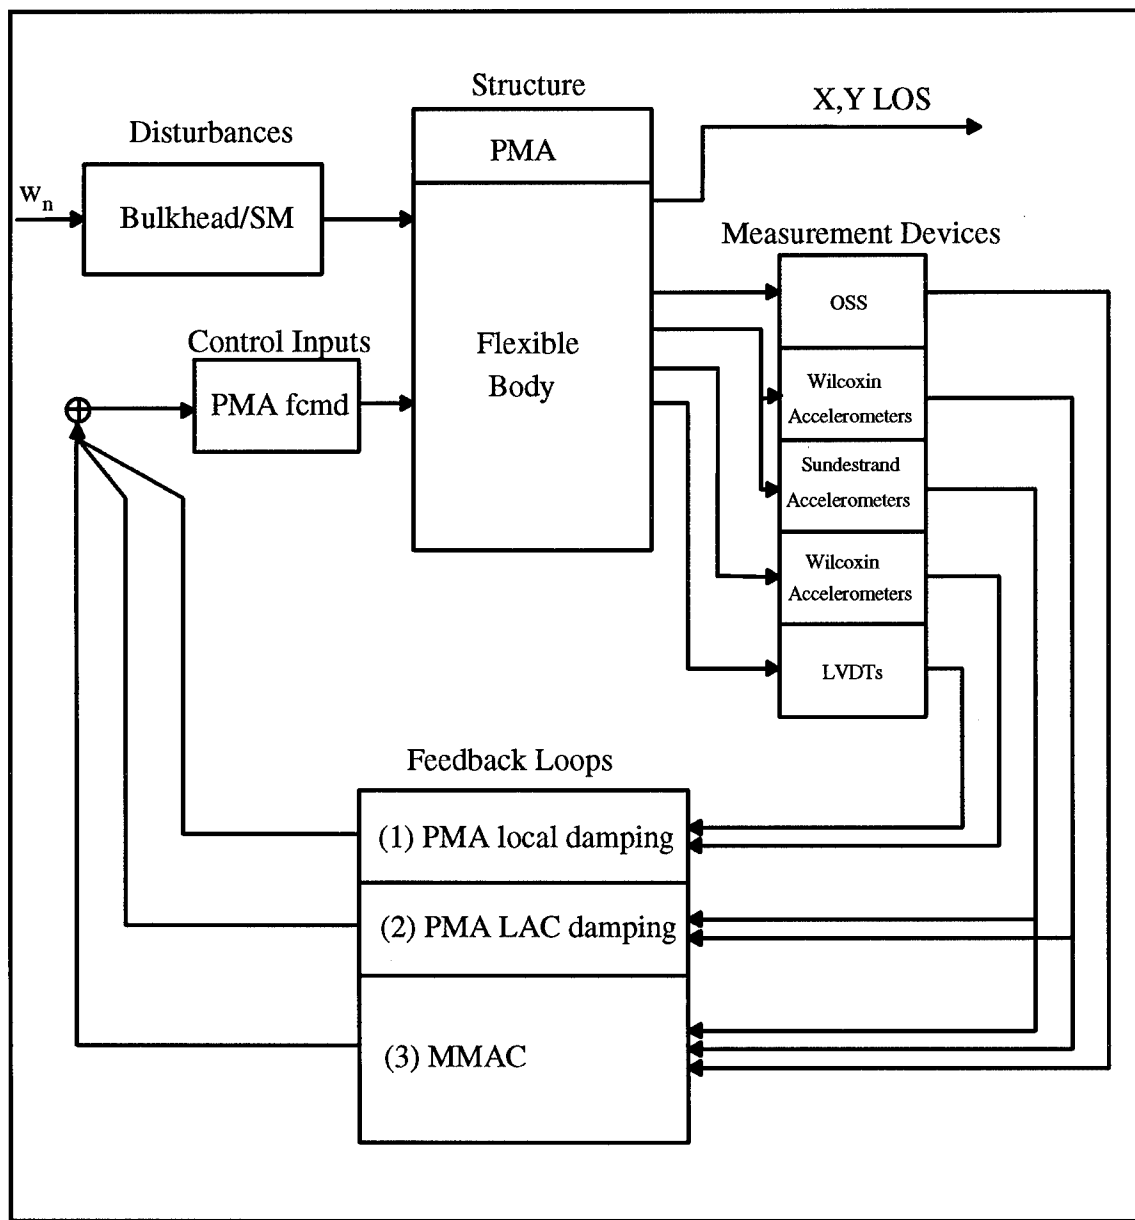 Structure
X,Y LOS
Disturbances
PMA
wn
Bulkhead/SM
Measurement Devices
OSS
Control Inputs
Flexible
Body
PMA fcmd
Wilcoxin
Accelerometers
Sundestrand
Accelerometers
Wilcoxin
Accelerometers
LVDTs
Feedback Loops
(1) PMA local damping
(2) PMA LAC damping
(3) MMAC